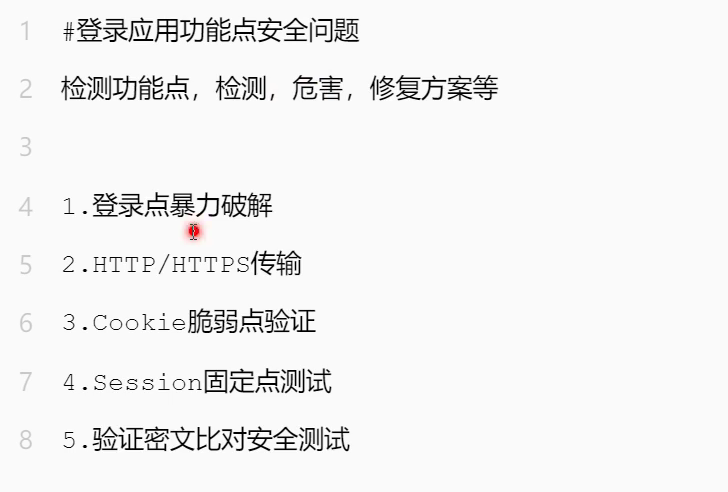 1 #登录应用功能点安全问题
2 检测功能点，检测，危害，修复方案等
3
4 1.登录点暴力破解
5 2.HTTP/HTTPS传输
6 3.Cookie脆弱点验证
7 4.Session固定点测试
8 5.验证密文比对安全测试